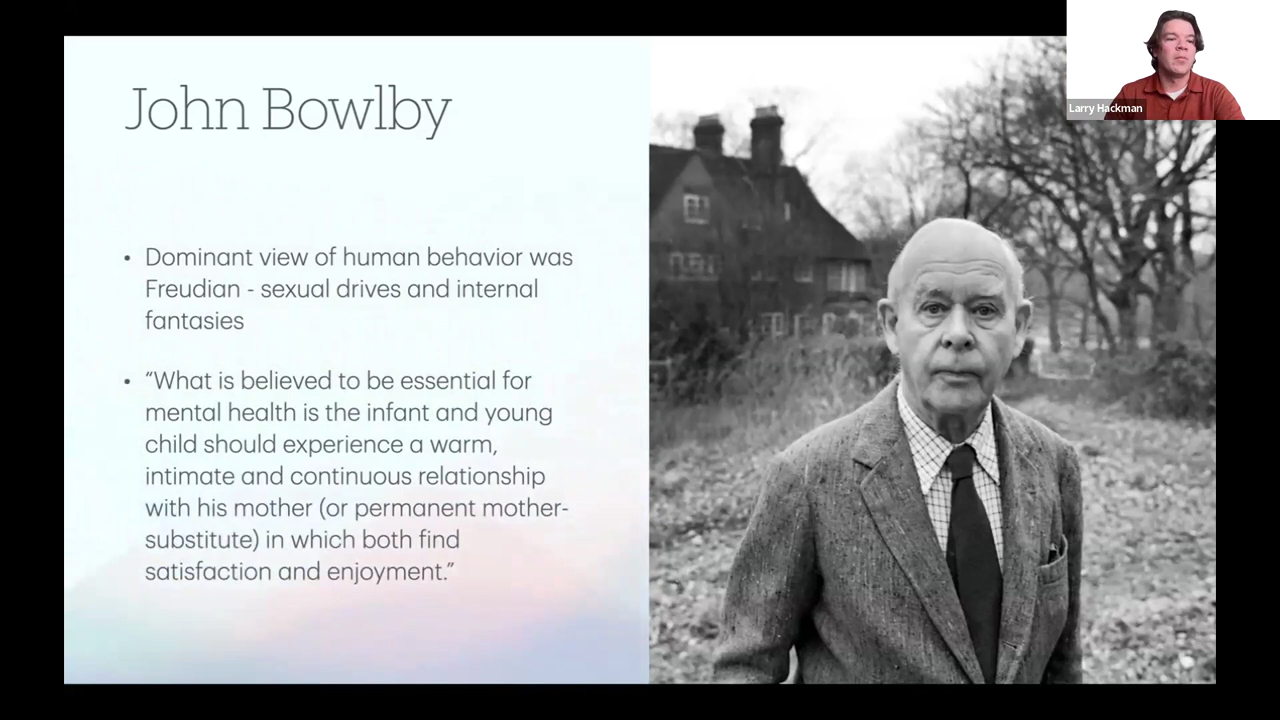 John Bowlby
• Dominant view of human behavior was
Freudian - sexual drives and internal
fantasies
• “What is believed to be essential for
mental health is the infant and young
child should experience a warm,
intimate and continuous relationship
with his mother (or permanent mother-
substitute) in which both find
satisfaction and enjoyment.”
Larry Hackman